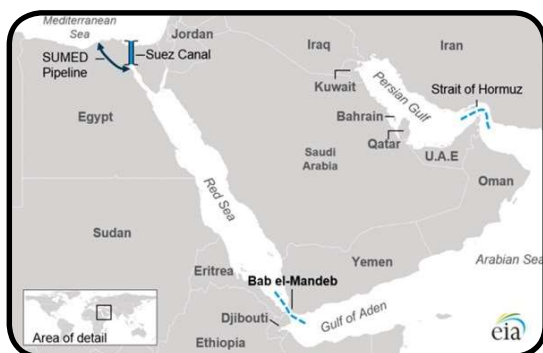 Mediterranean
Sea
Jordan
Iraq
Iran
SUMED
Pipeline
Suez Canal
Kuwait
Persian Gulf
Strait of Hormuz
Egypt
Bahrain
Qatar
Saudi
Arabia
U.A.E
Oman
Red Sea
Sudan
Yemen
Arabian Sea
Eritrea
Bab el-Mandeb
Gulf of Aden
Djibouti
Ethiopia
Area of detail
eia